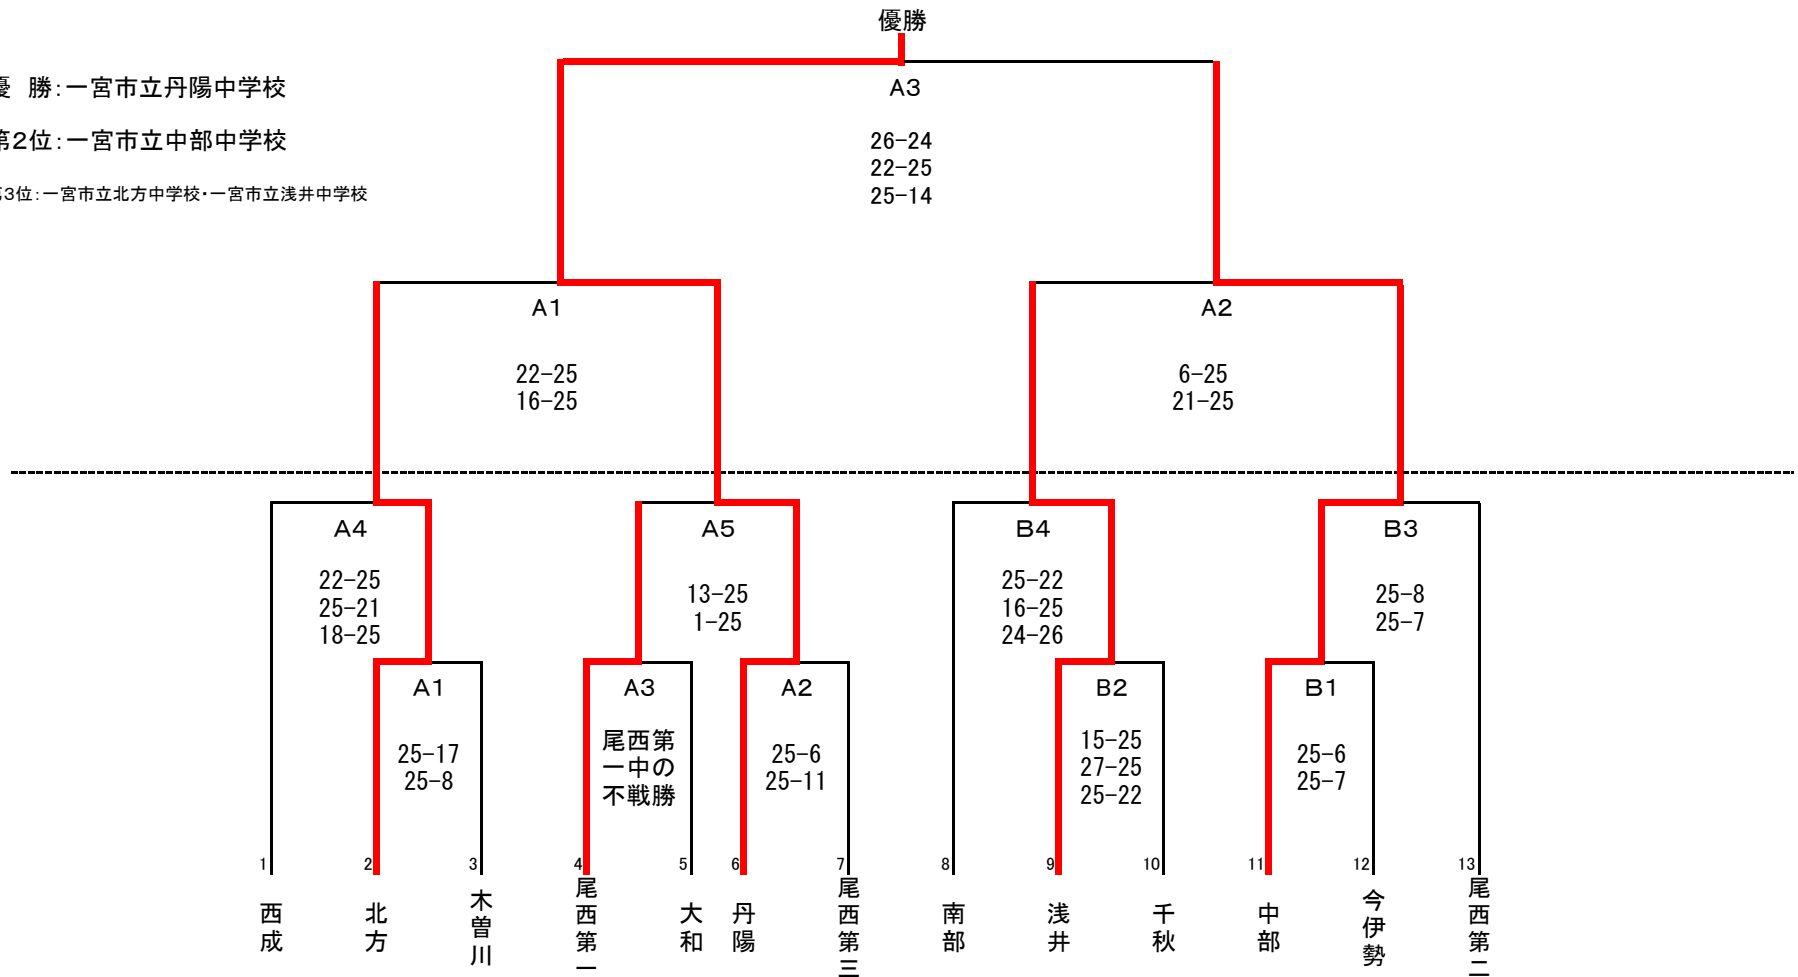 優勝
優　勝：一宮市立丹陽中学校
第2位：一宮市立中部中学校
第3位：一宮市立北方中学校・一宮市立浅井中学校
A3
26-24
22-25
25-14
A1
22-25
16-25
A2
6-25
21-25
A4
22-25
25-21
18-25
A5
13-25
1-25
B4
25-22
16-25
24-26
B3
25-8
25-7
A1
25-17
25-8
A3
尾西第
一中の
不戦勝
A2
25-6
25-11
B2
15-25
27-25
25-22
B1
25-6
25-7
1
西成
2
北方
3
木曽川
4
尾西第一
5
大和
6
丹陽
7
尾西第三
8
南部
9
浅井
10
千秋
11
中部
12
今伊勢
13
尾西第二